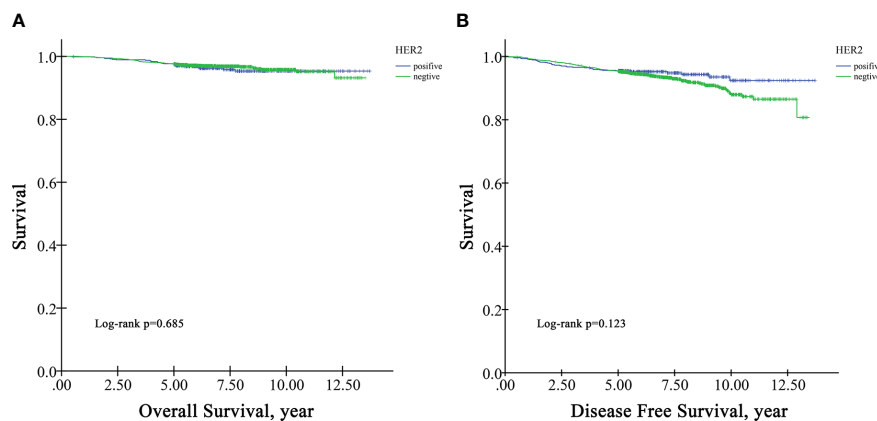 A
HER2
posifive
negtive
1.0
0.8
0.6
0.4
0.2
0.0
Survival
Log-rank p=0.685
.00 2.50 5.00 7.50 10.00 12.50
Overall Survival, year
B
HER2
posifive
negtive
1.0
0.8
0.6
0.4
0.2
0.0
Survival
Log-rank p=0.123
.00 2.50 5.00 7.50 10.00 12.50
Disease Free Survival, year